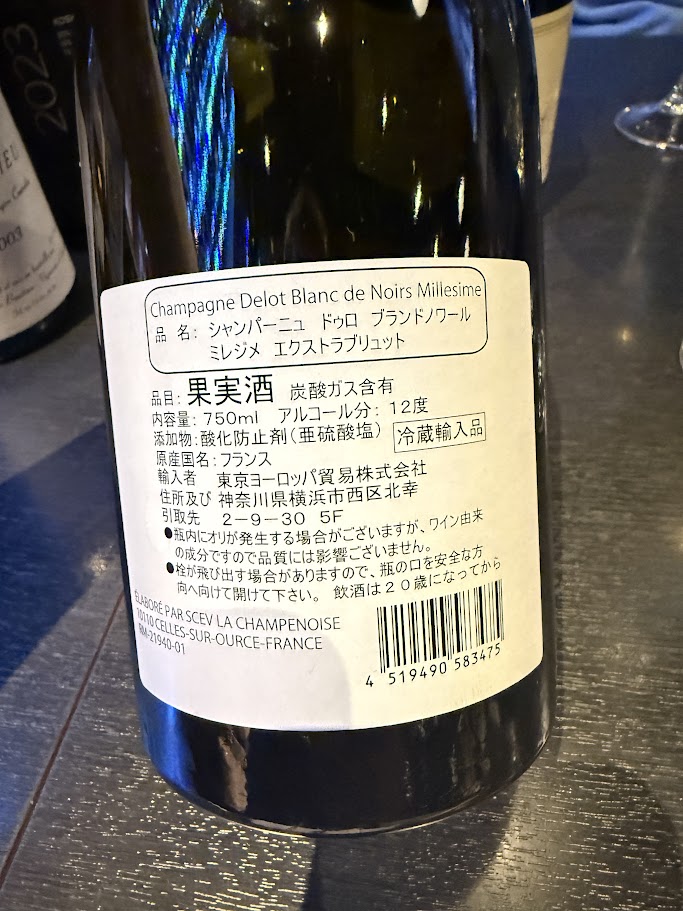 2023
003
Champagne Delot Blanc de Noirs Millesime
品 名: シャンパーニュ ドゥロ ブランドノワール
ミレジメ エクストラブリュット
品目: 果実酒 炭酸ガス含有
内容量: 750ml アルコール分: 12度
添加物: 酸化防止剤(亜硫酸塩) 冷蔵輸入品
原産国名: フランス
輸入者 東京ヨーロッパ貿易株式会社
住所及び 神奈川県横浜市西区北幸
引取先 2-9-30 5F
●瓶内にオリが発生する場合がございますが、ワイン由来
の成分ですので品質には影響ございません。
●栓が飛び出す場合がありますので、瓶の口を安全な方
向へ向けて開けて下さい。 飲酒は20歳になってから
ÉLABORÉ PAR SCEV LA CHAMPENOISE
10110 CELLES-SUR-OURCE-FRANCE
NM-21940-01
4 519490 583475